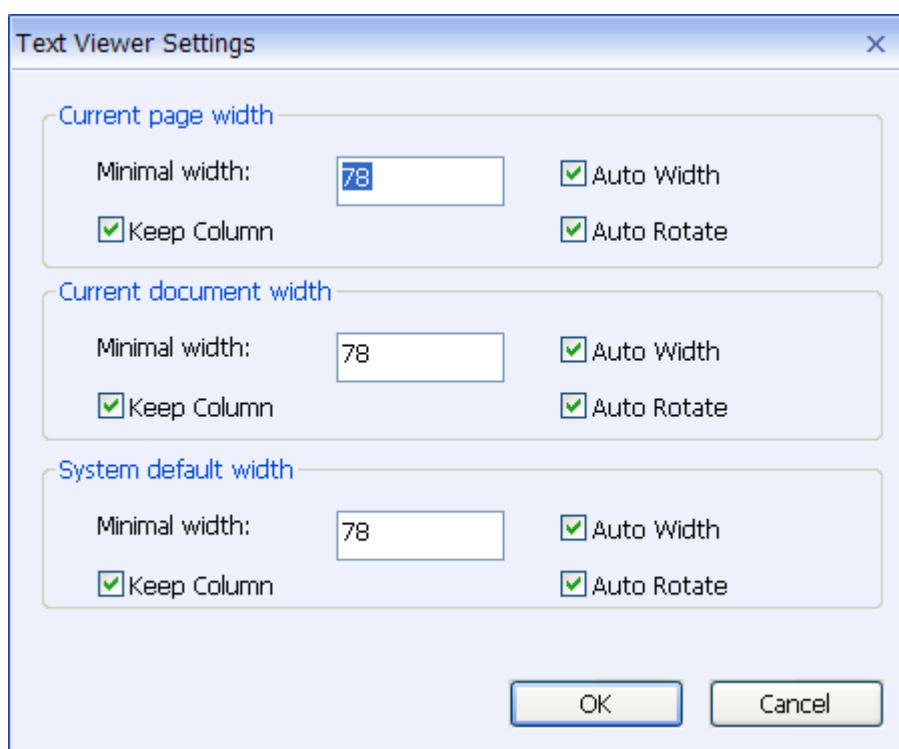 Text Viewer Settings
Current page width
Minimal width: 78 Auto Width
Keep Column Auto Rotate
Current document width
Minimal width: 78 Auto Width
Keep Column Auto Rotate
System default width
Minimal width: 78 Auto Width
Keep Column Auto Rotate
OK Cancel